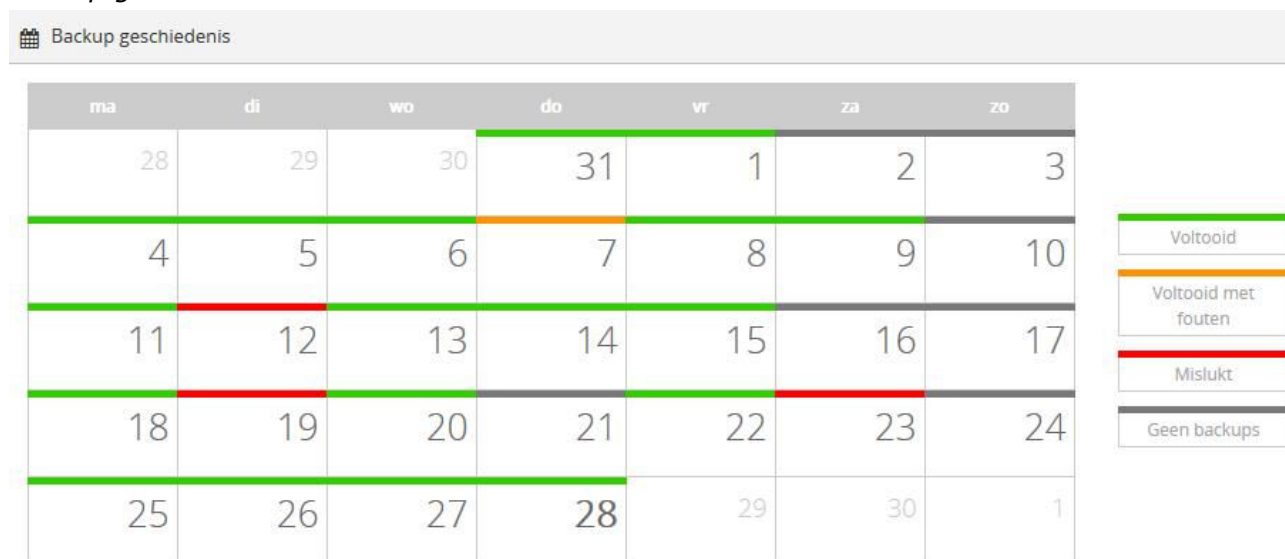 Backup geschiedenis
ma di wo do vr za zo
28 29 30 31 1 2 3
4 5 6 7 8 9 10
Voltooid
Voltooid met
fouten
11 12 13 14 15 16 17
Mislukt
18 19 20 21 22 23 24
Geen backups
25 26 27 28 29 30 1